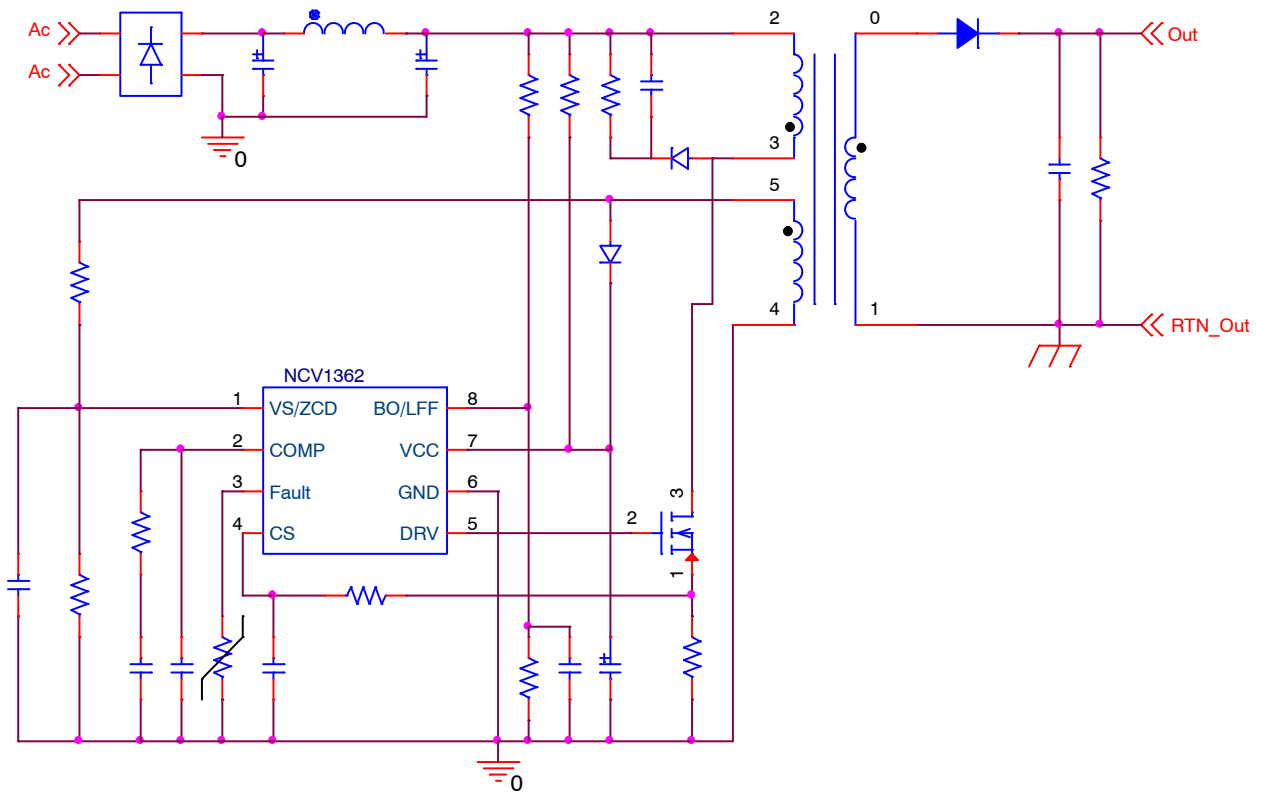 Ac
Ac
0
2
3
5
4
0
1
Out
RTN_Out
NCV1362
1 VS/ZCD BO/LFF 8
2 COMP VCC 7
3 Fault GND 6
4 CS DRV 5
2
3
1
0